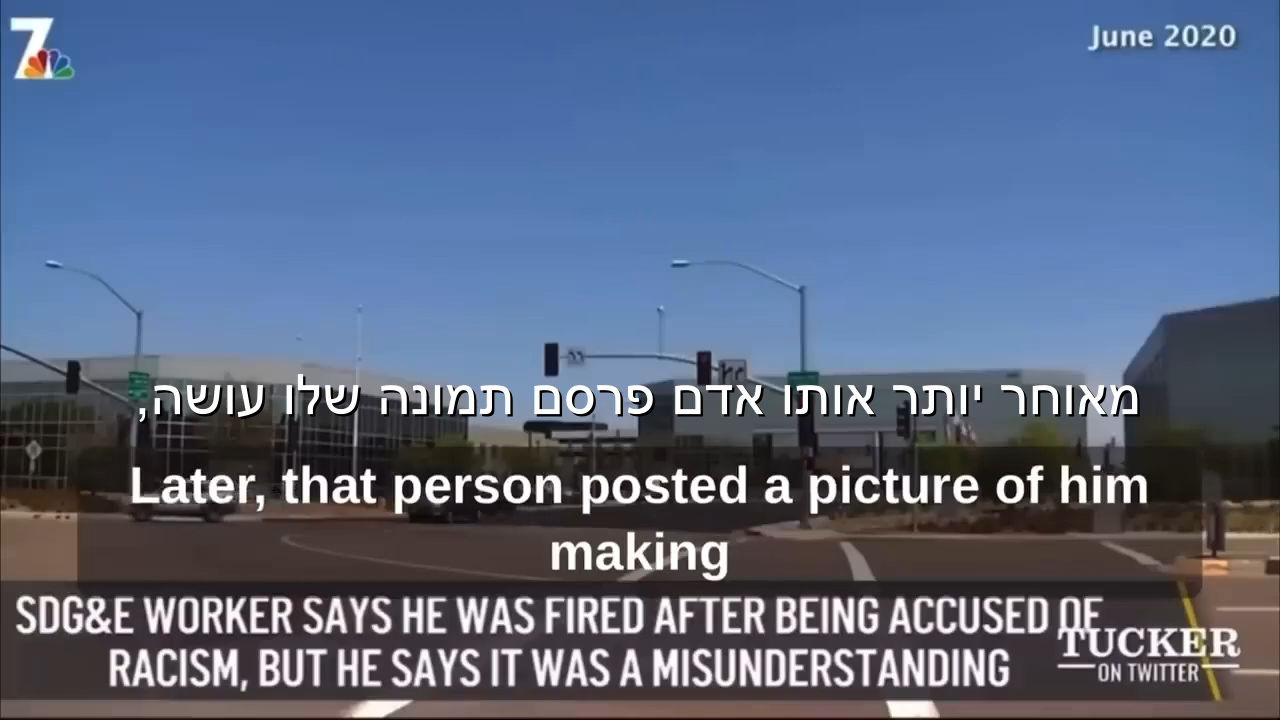 7
June 2020
מאוחר יותר אותו אדם פרסם תמונה שלו עושה,
Later, that person posted a picture of him
making
SDG&E WORKER SAYS HE WAS FIRED AFTER BEING ACCUSED OF
RACISM, BUT HE SAYS IT WAS A MISUNDERSTANDING
TUCKER
ON TWITTER